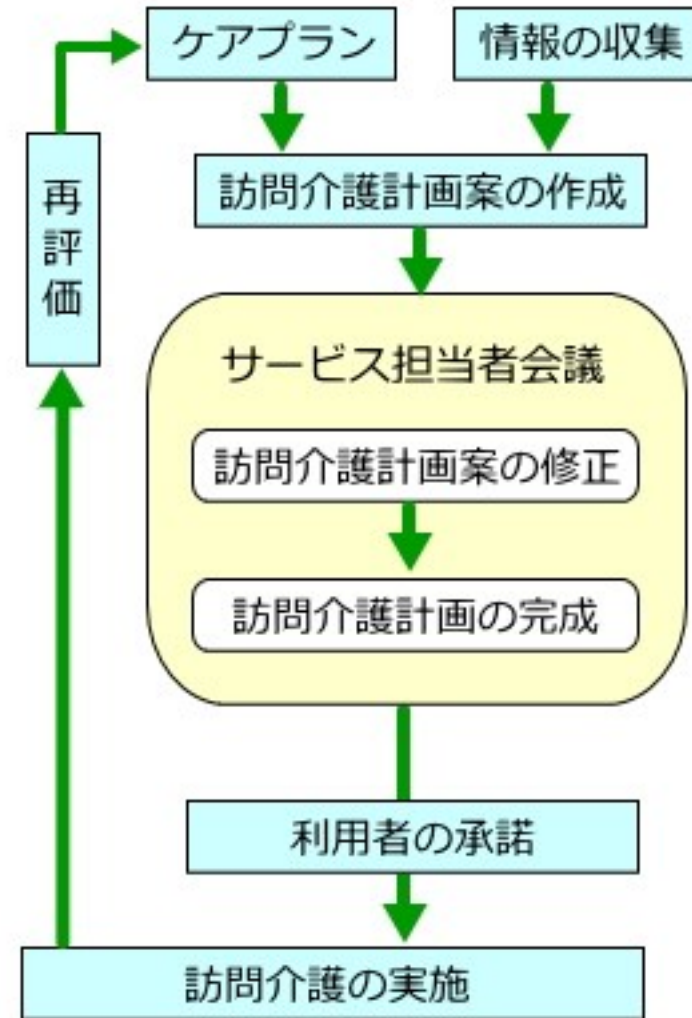 ケアプラン
情報の収集
訪問介護計画案の作成
再評価
サービス担当者会議
訪問介護計画案の修正
訪問介護計画の完成
利用者の承諾
訪問介護の実施